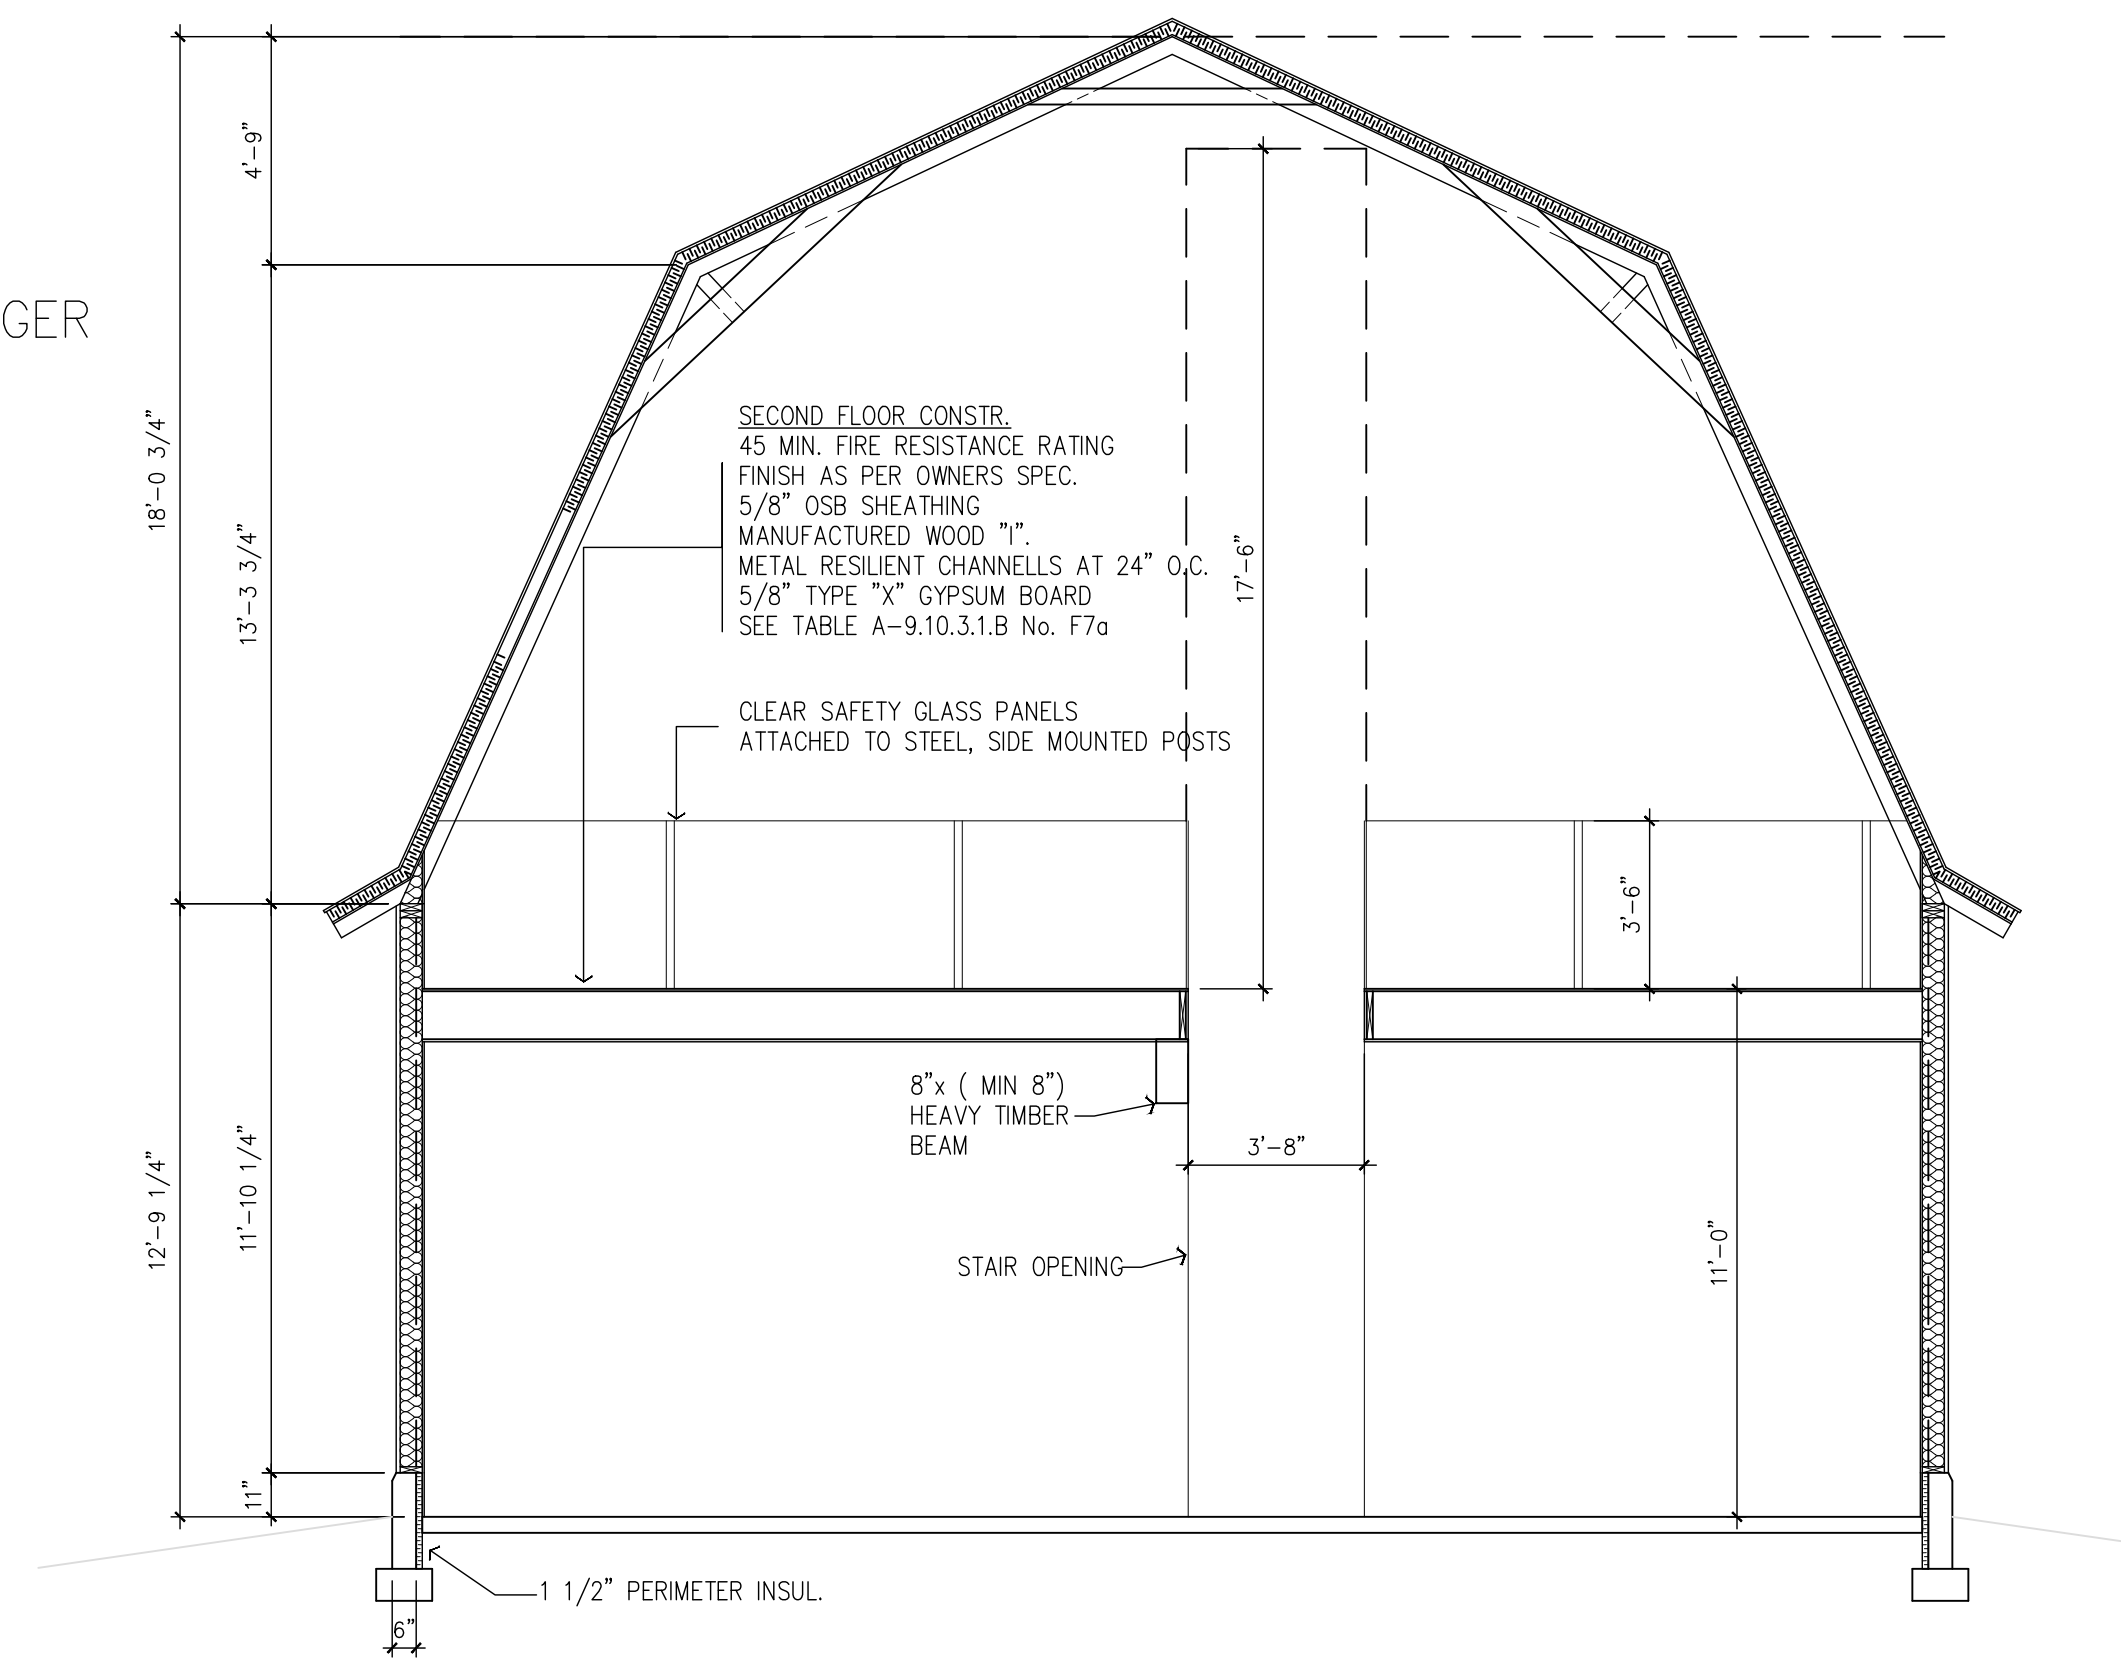 GER
4'-9"
18'-0 3/4"
13'-3 3/4"
SECOND FLOOR CONSTR.
45 MIN. FIRE RESISTANCE RATING
FINISH AS PER OWNERS SPEC.
5/8" OSB SHEATHING
MANUFACTURED WOOD "I".
METAL RESILIENT CHANNELLS AT 24" O.C.
5/8" TYPE "X" GYPSUM BOARD
SEE TABLE A-9.10.3.1.B No. F7a
17'-6"
CLEAR SAFETY GLASS PANELS
ATTACHED TO STEEL, SIDE MOUNTED POSTS
3'-6"
8"x ( MIN 8")
HEAVY TIMBER
BEAM
3'-8"
12'-9 1/4"
11'-10 1/4"
STAIR OPENING
11'-0"
11"
1 1/2" PERIMETER INSUL.
6"